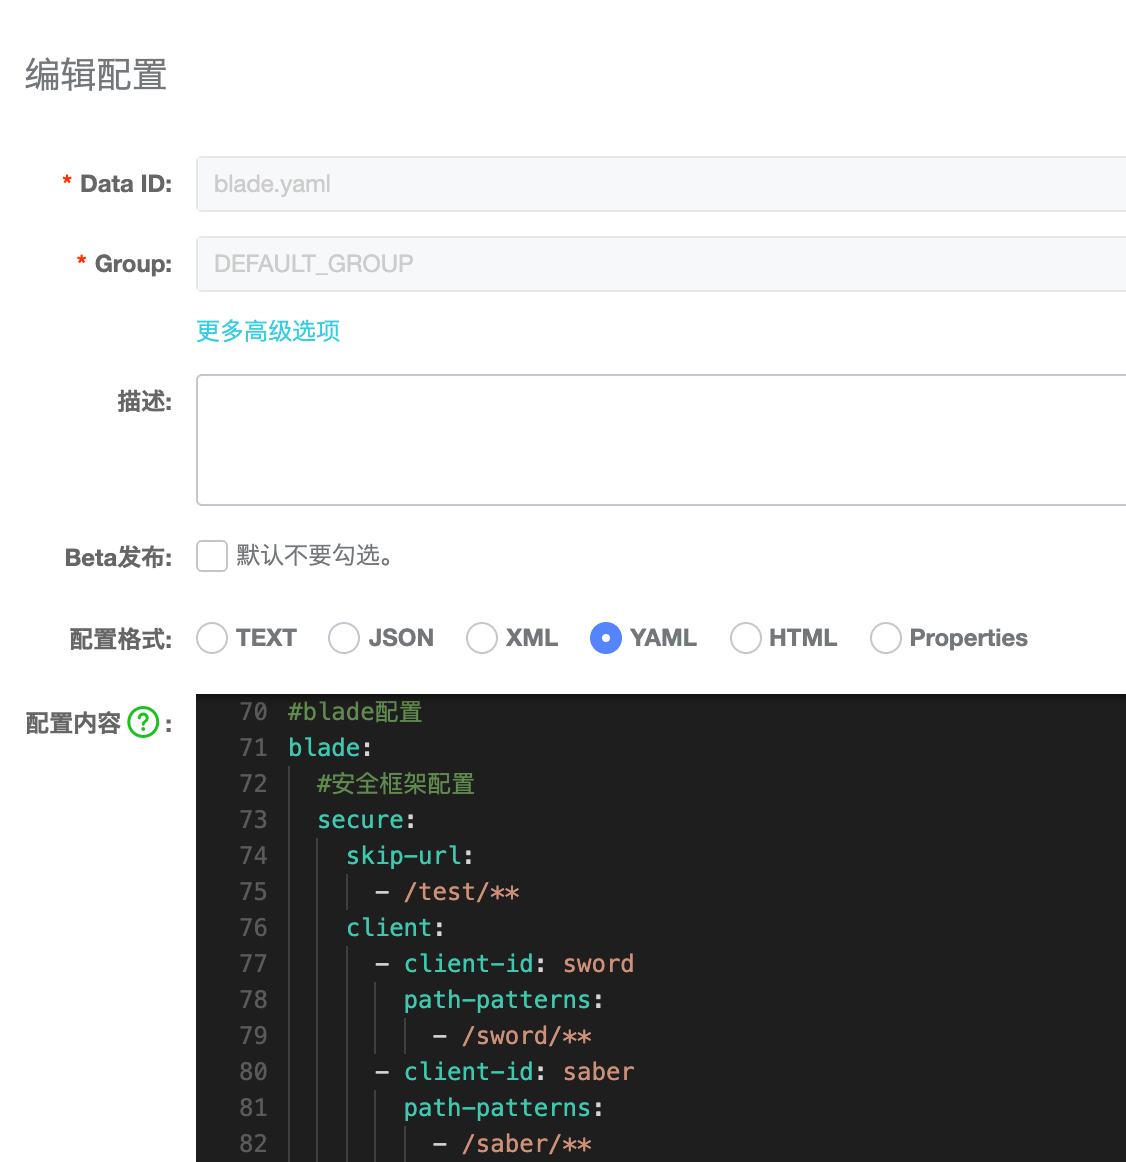 编辑配置
* Data ID: blade.yaml
* Group: DEFAULT_GROUP
更多高级选项
描述:
Beta发布: 默认不要勾选。
配置格式: TEXT JSON XML YAML HTML Properties
配置内容 ? :
70 #blade配置
71 blade:
72 #安全框架配置
73 secure:
74 skip-url:
75 - /test/**
76 client:
77 - client-id: sword
78 path-patterns:
79 - /sword/**
80 - client-id: saber
81 path-patterns:
82 - /saber/**